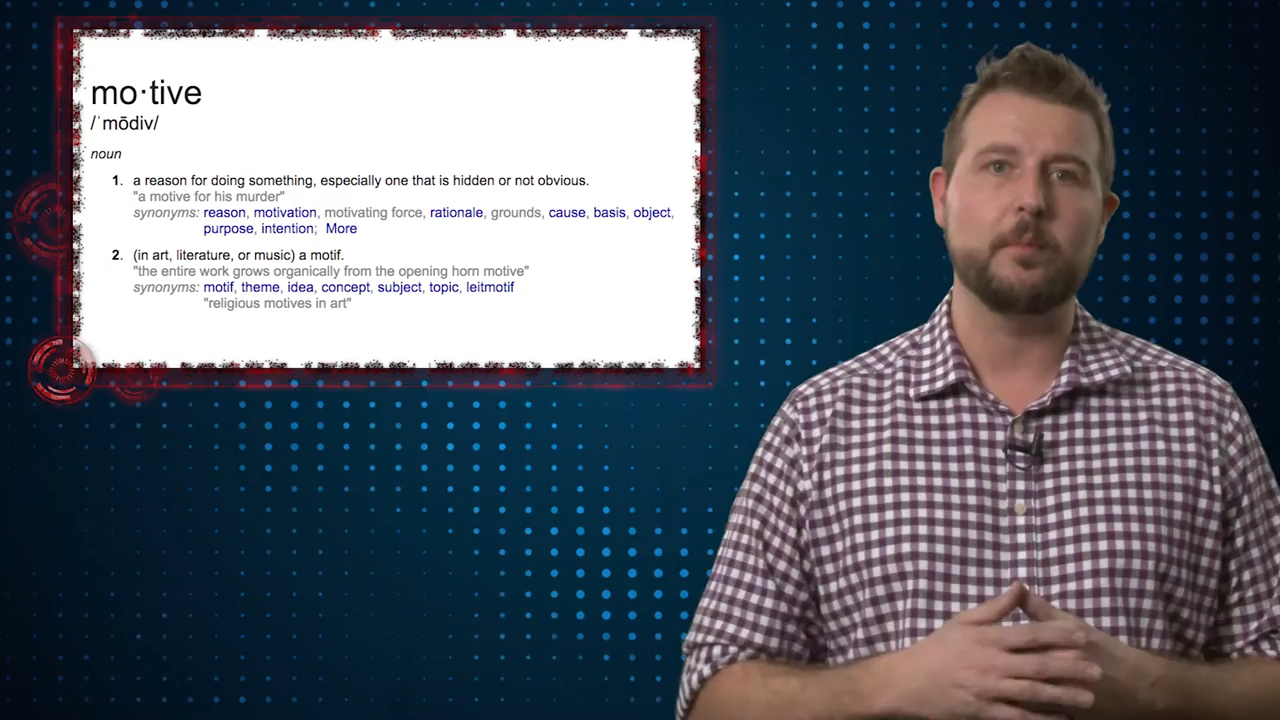 mo·tive
/ˈmōdiv/
noun
1. a reason for doing something, especially one that is hidden or not obvious.
"a motive for his murder"
synonyms: reason, motivation, motivating force, rationale, grounds, cause, basis, object,
purpose, intention; More
2. (in art, literature, or music) a motif.
"the entire work grows organically from the opening horn motive"
synonyms: motif, theme, idea, concept, subject, topic, leitmotif
"religious motives in art"